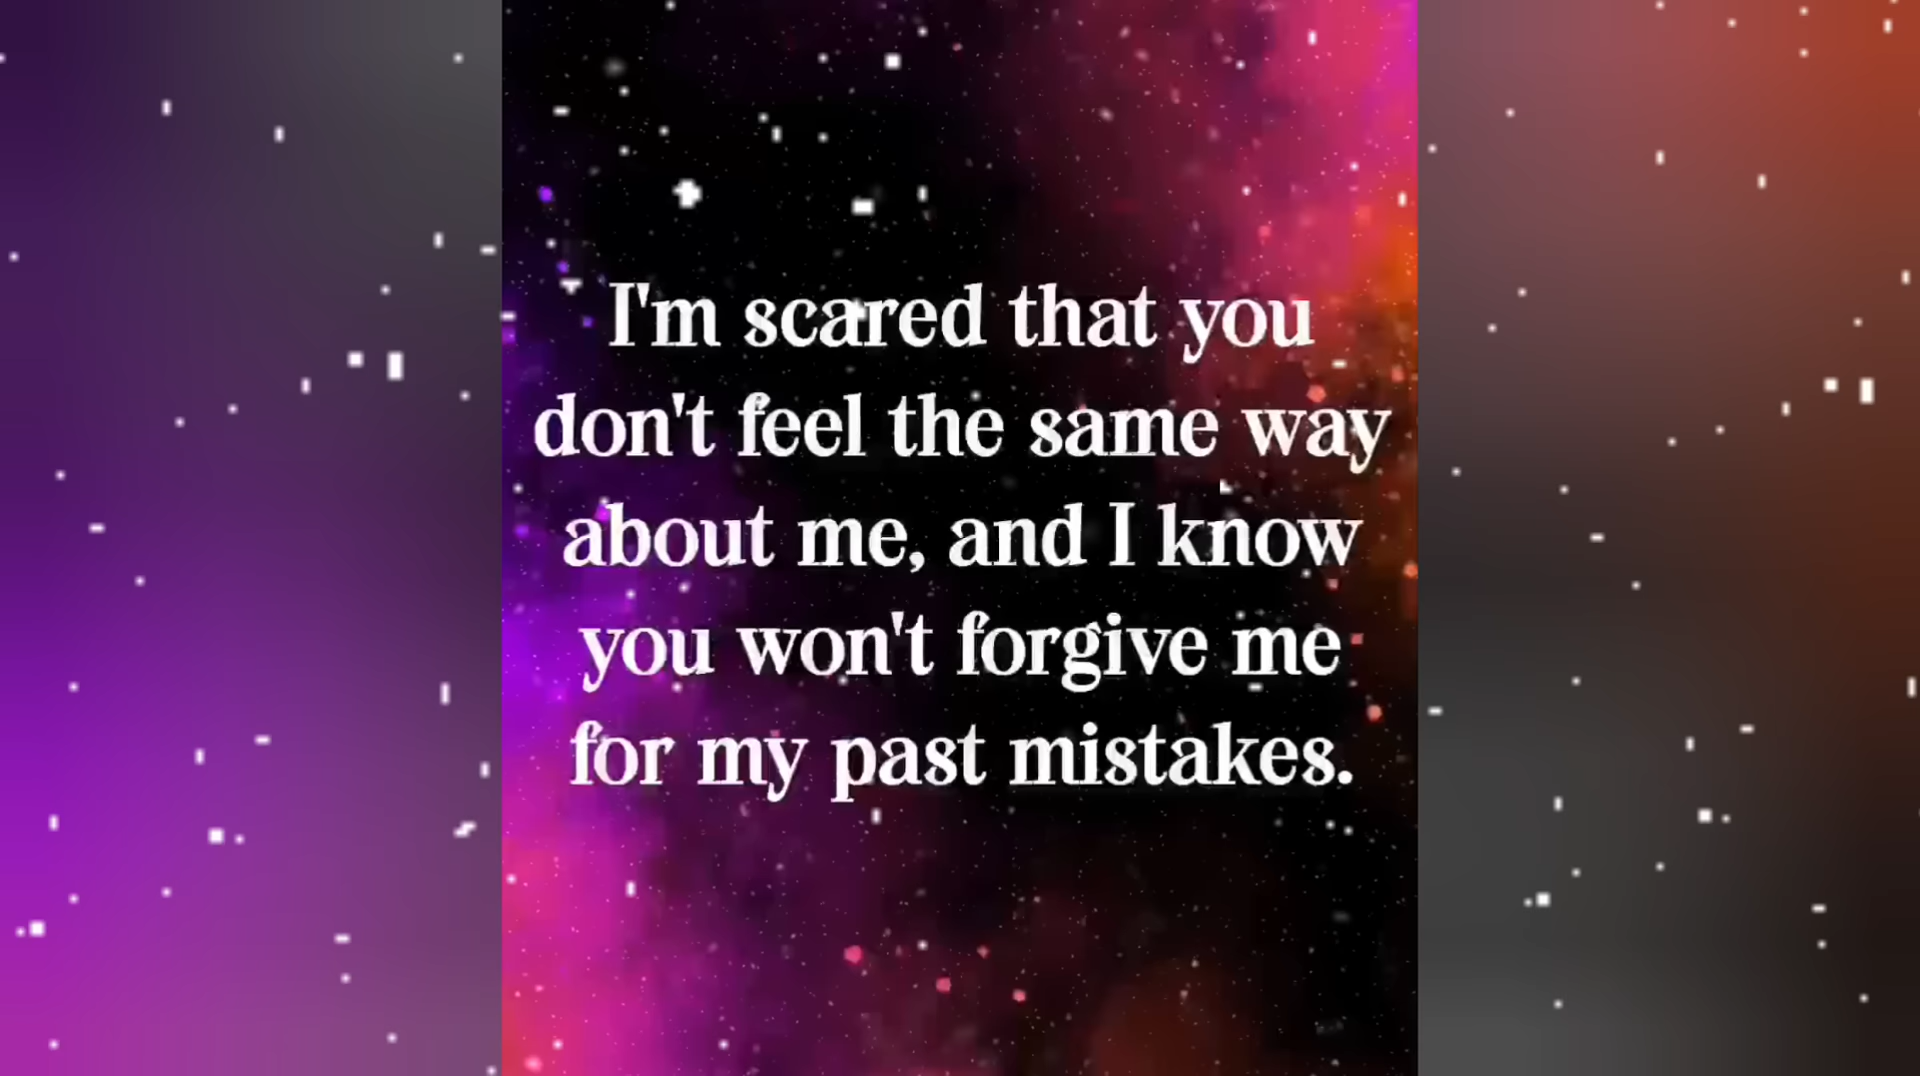 I'm scared that you
don't feel the same way
about me, and I know
you won't forgive me
for my past mistakes.